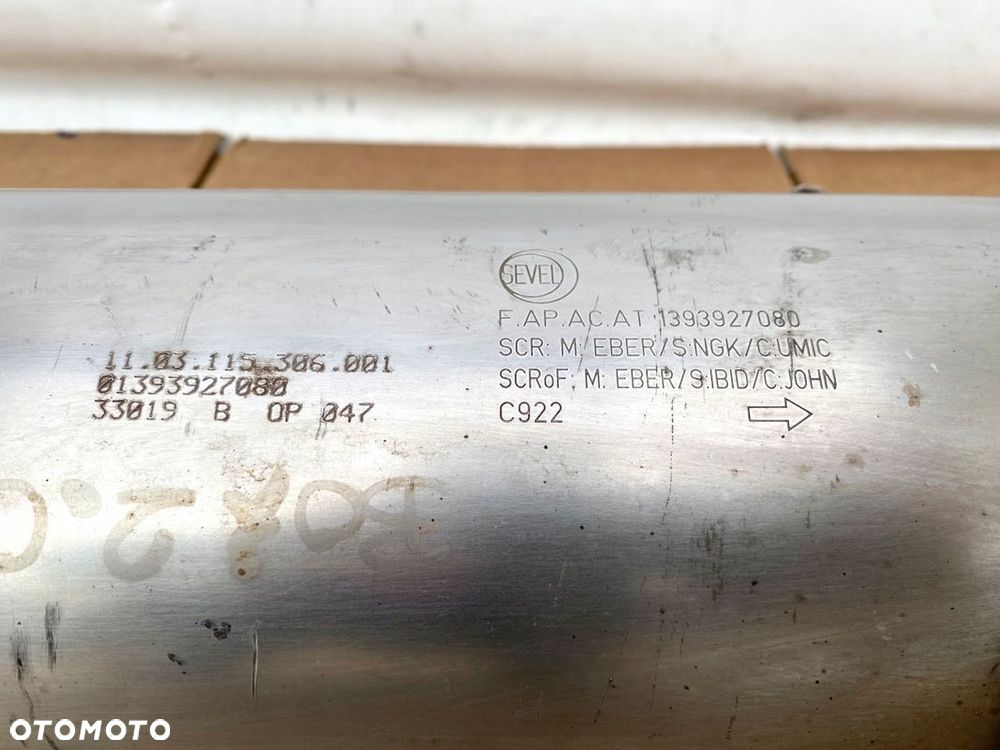 SEVEL
F.AP.AC.AT 1393927080
SCR: M: EBER/S:NGK/C:UMIC
SCRoF; M: EBER/S:IBID/C:JOHN
C922
11.03.115.306.001
01393927080
33019 B OP 047
OTOMOTO